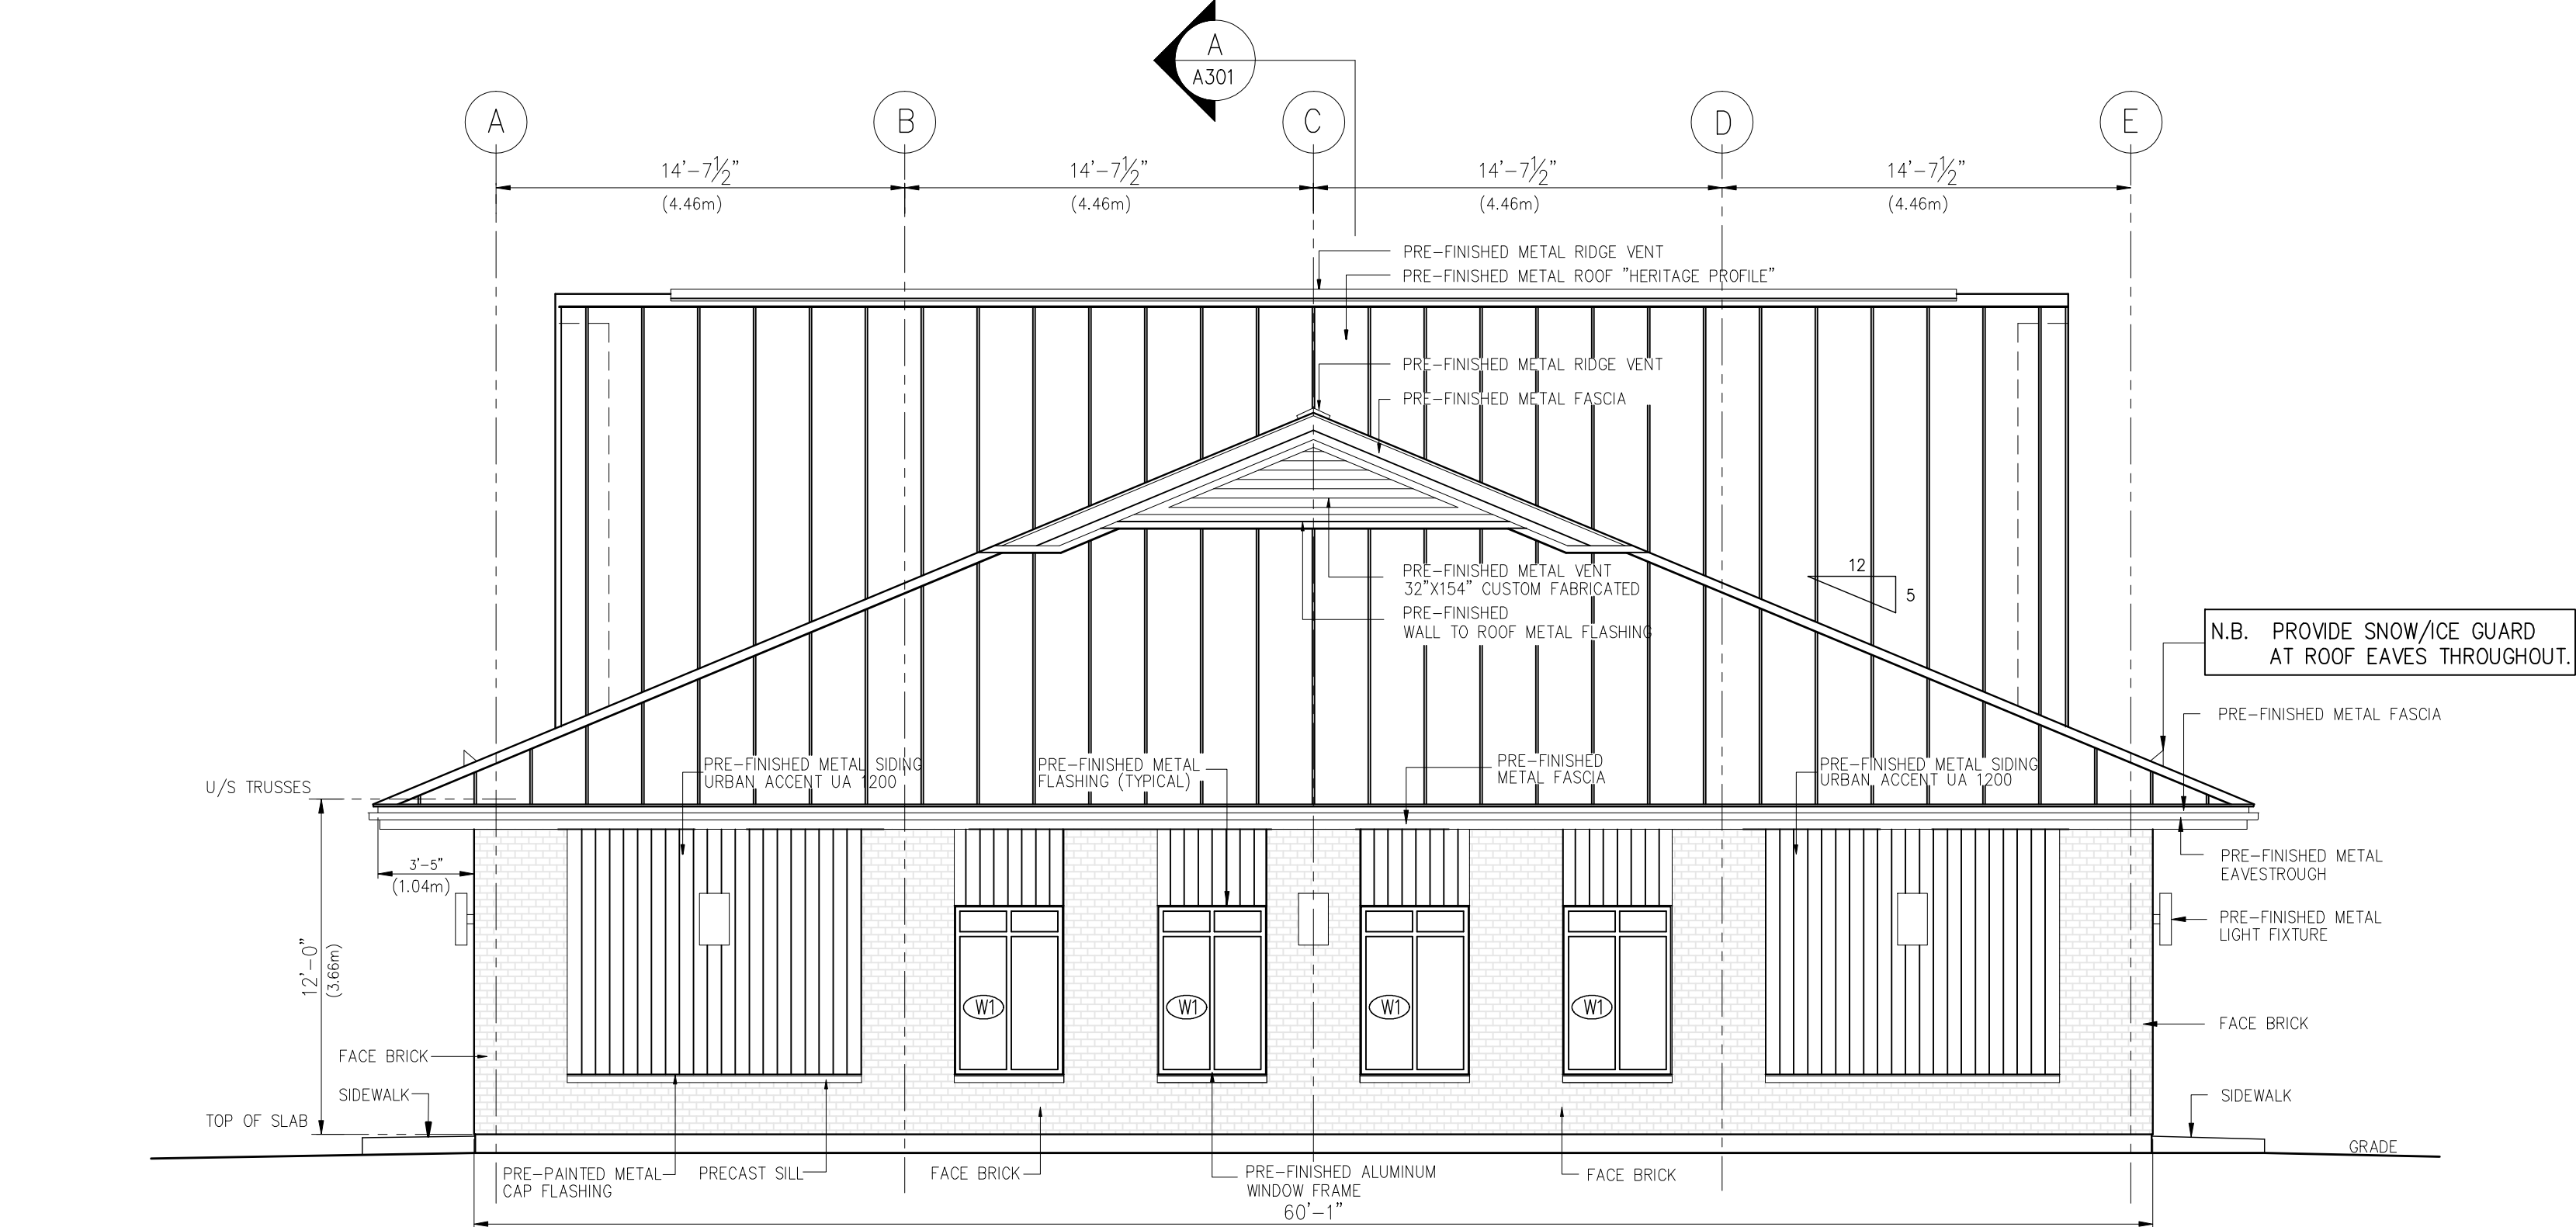 A
A301
A
B
C
D
E
14'-7½"
14'-7½"
14'-7½"
14'-7½"
(4.46m)
(4.46m)
(4.46m)
(4.46m)
PRE-FINISHED METAL RIDGE VENT
PRE-FINISHED METAL ROOF "HERITAGE PROFILE"
PRE-FINISHED METAL RIDGE VENT
PRE-FINISHED METAL FASCIA
PRE-FINISHED METAL VENT
32"X154" CUSTOM FABRICATED
PRE-FINISHED
WALL TO ROOF METAL FLASHING
12
5
N.B. PROVIDE SNOW/ICE GUARD
AT ROOF EAVES THROUGHOUT.
PRE-FINISHED METAL FASCIA
U/S TRUSSES
PRE-FINISHED METAL SIDING
URBAN ACCENT UA 1200
PRE-FINISHED METAL
FLASHING (TYPICAL)
PRE-FINISHED
METAL FASCIA
PRE-FINISHED METAL SIDING
URBAN ACCENT UA 1200
3'-5"
(1.04m)
PRE-FINISHED METAL
EAVESTROUGH
PRE-FINISHED METAL
LIGHT FIXTURE
12'-0"
(3.66m)
W1
W1
W1
W1
FACE BRICK
FACE BRICK
SIDEWALK
SIDEWALK
TOP OF SLAB
GRADE
PRE-PAINTED METAL
CAP FLASHING
PRECAST SILL
FACE BRICK
PRE-FINISHED ALUMINUM
WINDOW FRAME
FACE BRICK
60'-1"